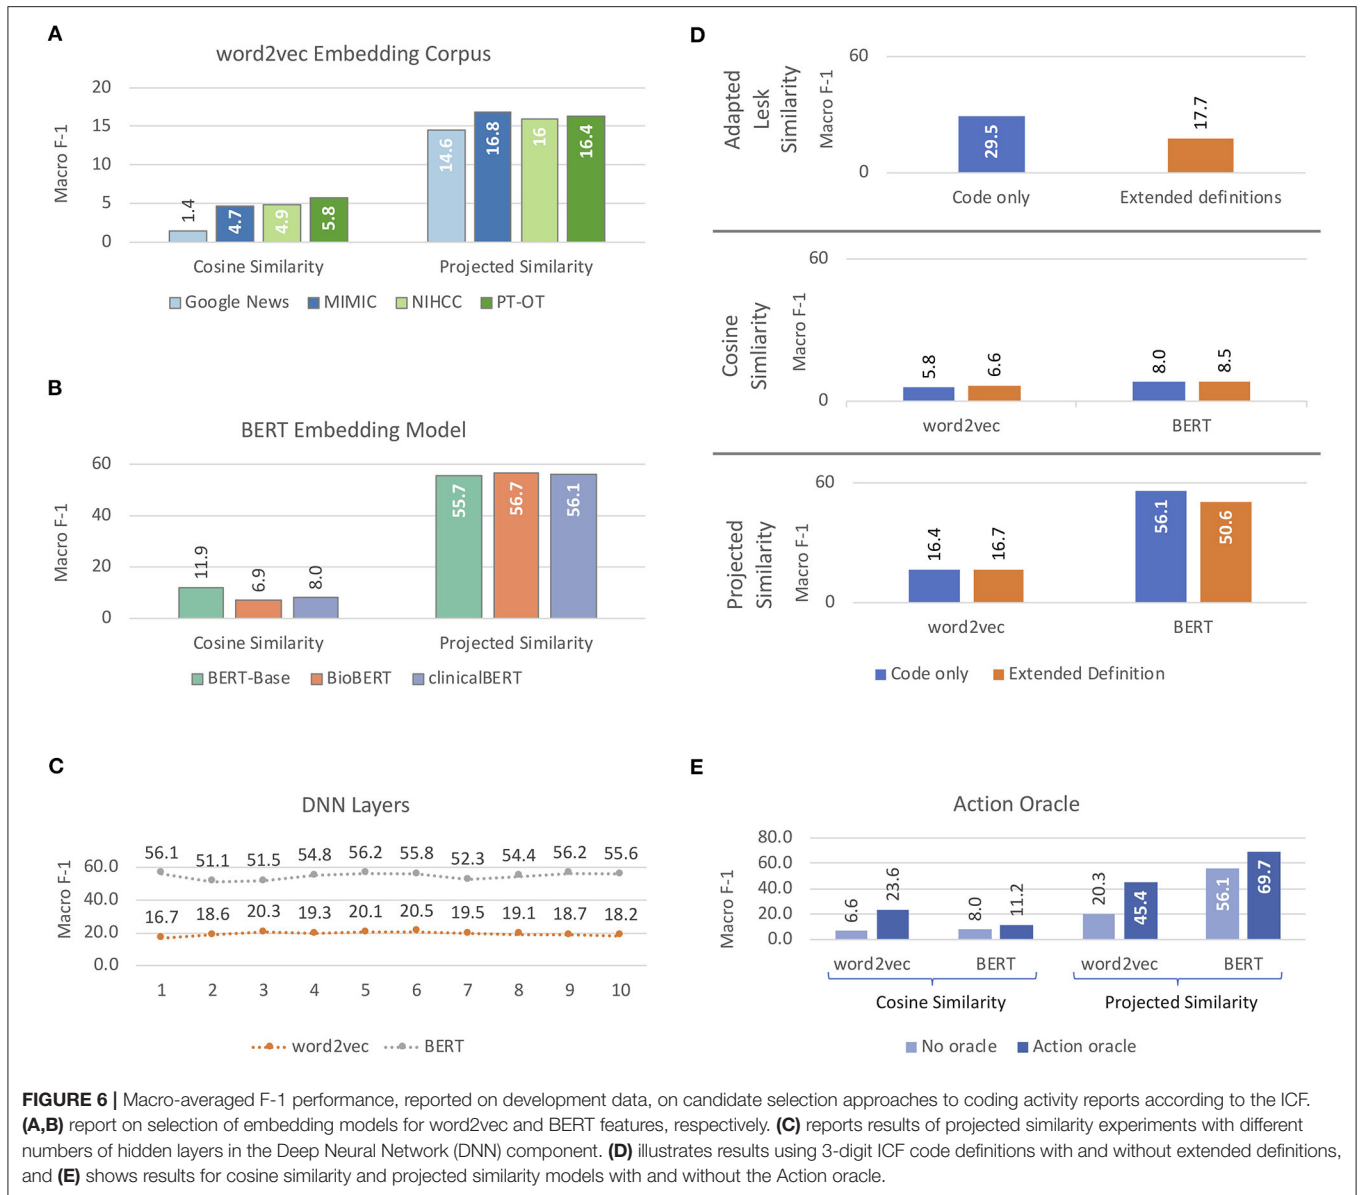 A
word2vec Embedding Corpus
Macro F-1
20
15
10
5
0
1.4
4.7
4.9
5.8
14.6
16.8
16
16.4
Cosine Similarity
Projected Similarity
Google News
MIMIC
NIHCC
PT-OT
B
BERT Embedding Model
Macro F-1
60
40
20
0
11.9
6.9
8.0
55.7
56.7
56.1
Cosine Similarity
Projected Similarity
BERT-Base
BioBERT
clinicalBERT
C
DNN Layers
Macro F-1
60.0
40.0
20.0
0.0
56.1 51.1 51.5 54.8 56.2 55.8 52.3 54.4 56.2 55.6
16.7 18.6 20.3 19.3 20.1 20.5 19.5 19.1 18.7 18.2
1 2 3 4 5 6 7 8 9 10
word2vec
BERT
D
Adapted
Lesk
Similarity
Macro F-1
60
0
29.5
17.7
Code only
Extended definitions
Cosine
Simliarity
Macro F-1
60
0
5.8
6.6
8.0
8.5
word2vec
BERT
Projected
Similarity
Macro F-1
60
0
16.4
16.7
56.1
50.6
word2vec
BERT
Code only
Extended Definition
E
Action Oracle
Macro F-1
80.0
60.0
40.0
20.0
0.0
6.6
23.6
8.0
11.2
20.3
45.4
56.1
69.7
word2vec
BERT
word2vec
BERT
Cosine Similarity
Projected Similarity
No oracle
Action oracle
FIGURE 6 | Macro-averaged F-1 performance, reported on development data, on candidate selection approaches to coding activity reports according to the ICF.
(A,B) report on selection of embedding models for word2vec and BERT features, respectively. (C) reports results of projected similarity experiments with different
numbers of hidden layers in the Deep Neural Network (DNN) component. (D) illustrates results using 3-digit ICF code definitions with and without extended definitions,
and (E) shows results for cosine similarity and projected similarity models with and without the Action oracle.